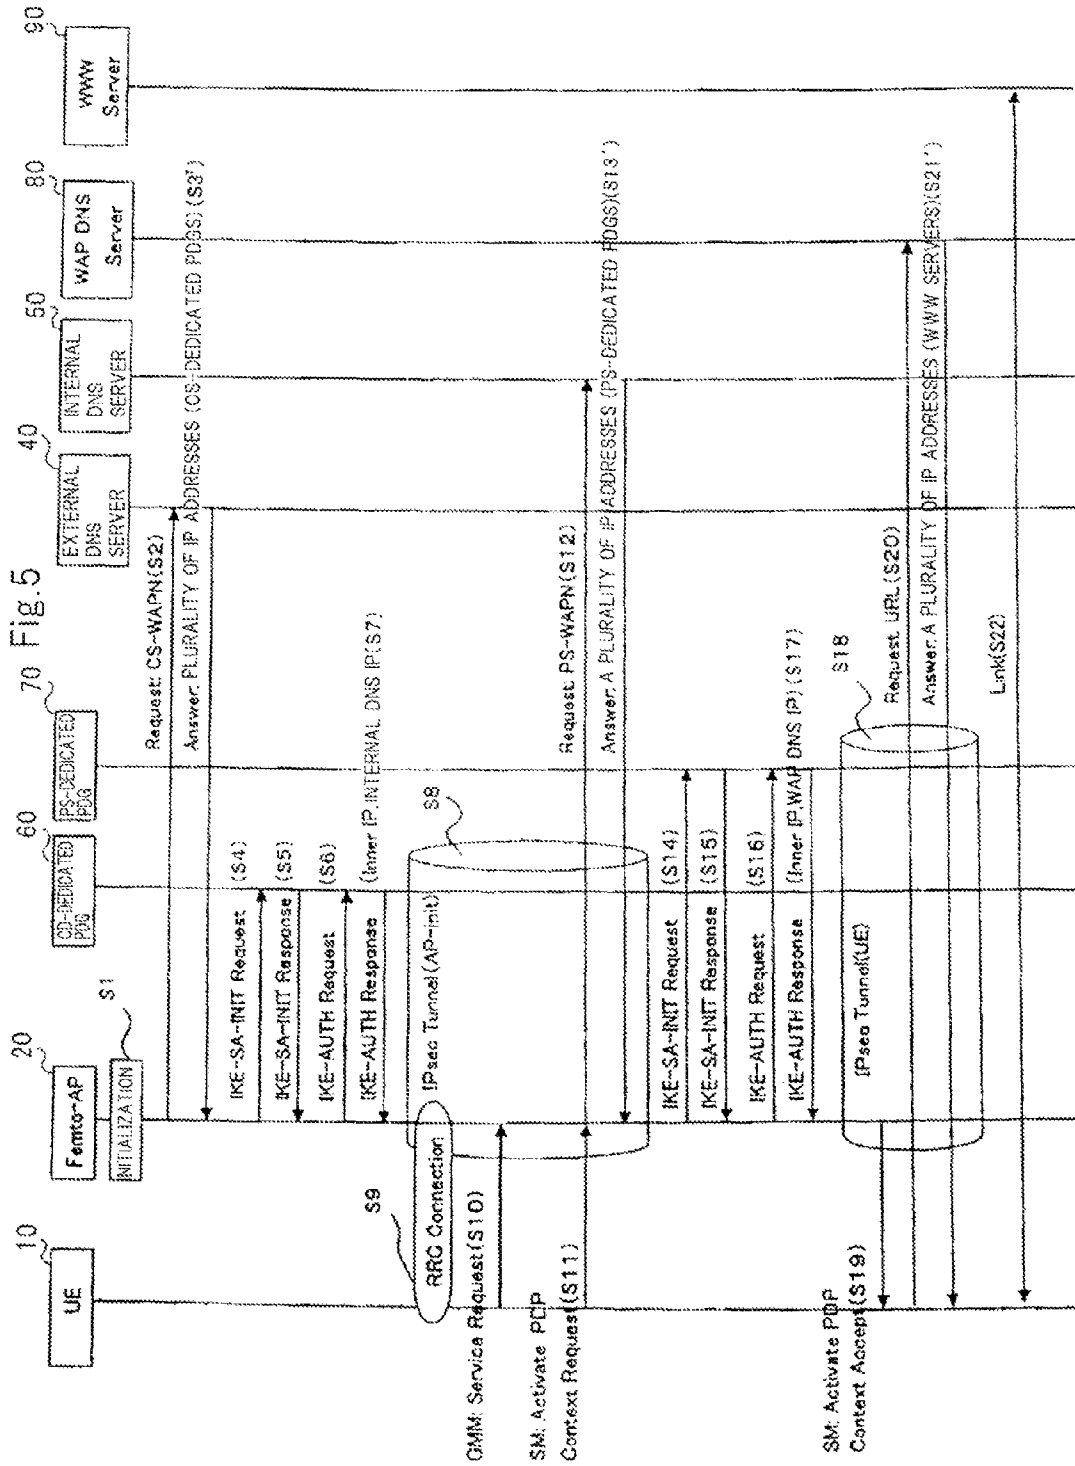 Fig.5
10
UE
20
Femto-AP
S1
INITIALIZATION
60
CD-DEDICATED
PDG
70
PS-DEDICATED
PDG
40
EXTERNAL
DNS
SERVER
50
INTERNAL
DNS
SERVER
80
WAP DNS
Server
90
WWW
Server
Request: CS-WAPN(S2)
Answer: PLURALITY OF IP ADDRESSES (CS-DEDICATED PDGS) (S3')
IKE-SA-INIT Request (S4)
IKE-SA-INIT Response (S5)
IKE-AUTH Request (S6)
IKE-AUTH Response (Inner IP, INTERNAL DNS IP(S7)
IPsec Tunnel(AP-init)
S8
S9
RRC Connection
GMM: Service Request(S10)
SM: Activate PDP
Context Request(S11)
Request: PS-WAPN(S12)
Answer: A PLURALITY OF IP ADDRESSES (PS-DEDICATED PDGS)(S13')
IKE-SA-INIT Request (S14)
IKE-SA-INIT Response (S15)
IKE-AUTH Request (S16)
IKE-AUTH Response (Inner IP, WAP DNS IP) (S17)
IPsec Tunnel(UE)
S18
SM: Activate PDP
Context Accept(S19)
Request: URL(S20)
Answer: A PLURALITY OF IP ADDRESSES (WWW SERVERS)(S21')
Link(S22)